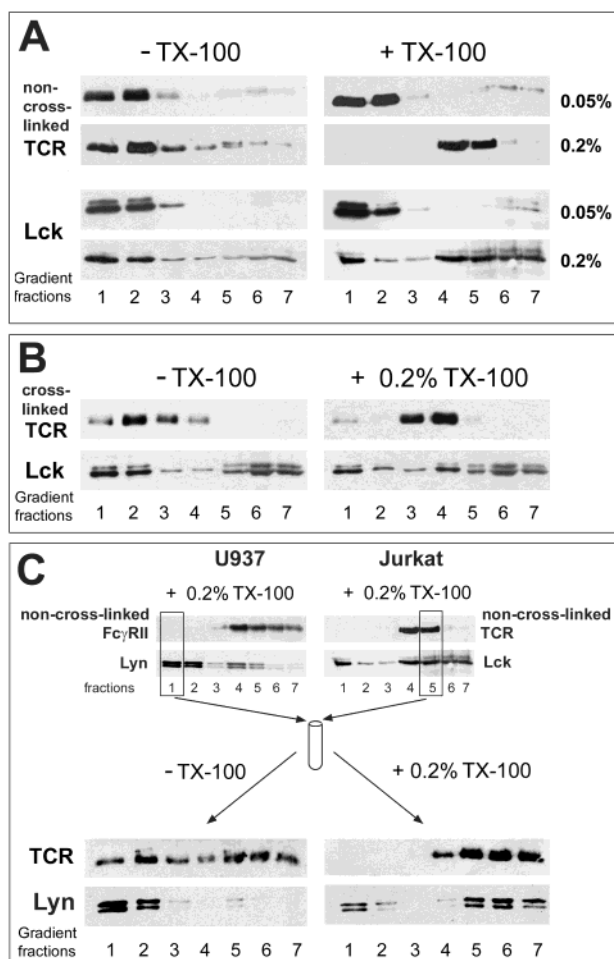 A
- TX-100 + TX-100
non-
cross-
linked
TCR
0.05%
0.2%
Lck
0.05%
0.2%
Gradient
fractions
1 2 3 4 5 6 7 1 2 3 4 5 6 7
B
- TX-100 + 0.2% TX-100
cross-
linked
TCR
Lck
Gradient
fractions
1 2 3 4 5 6 7 1 2 3 4 5 6 7
C
U937 Jurkat
+ 0.2% TX-100 + 0.2% TX-100
non-cross-linked
FcγRII
non-cross-linked
TCR
Lyn
Lck
fractions 1 2 3 4 5 6 7 1 2 3 4 5 6 7
- TX-100 + 0.2% TX-100
TCR
Lyn
Gradient
fractions
1 2 3 4 5 6 7 1 2 3 4 5 6 7